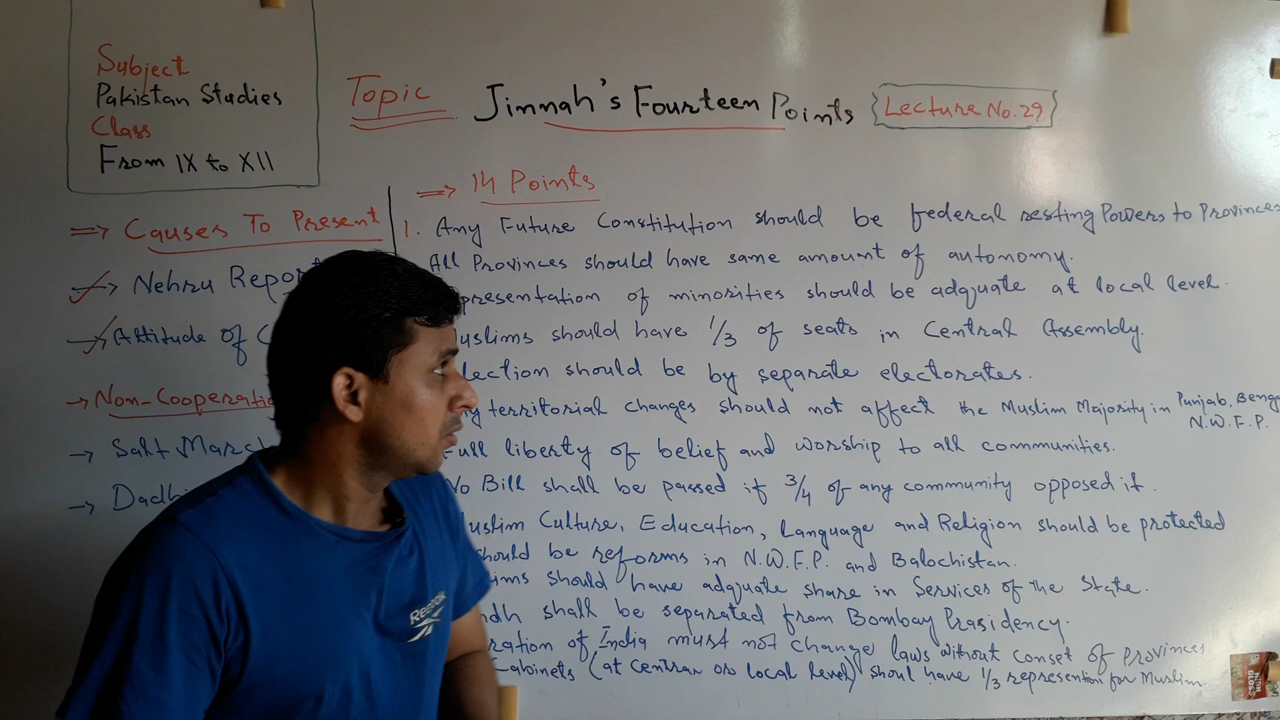 Subject
Pakistan Studies
Class
From IX to XII
Topic Jinnah's Fourteen Points
Lecture No.29
=> Causes To Present
-> Nehru Report
-> Attitude of
-> Non-Cooperatio
-> Salt March
-> Dadhi
=> 14 Points
1. Any Future Constitution should be federal resting Powers to Provinces
All Provinces should have same amount of autonomy.
presentation of minorities should be adquate at local level.
uslims should have 1/3 of seats in Central Assembly.
lection should be by separate electorates.
ny territorial changes should not affect the Muslim Majority in Punjab, Beng
N.W.F.P.
Full liberty of belief and worship to all communities.
No Bill shall be passed if 3/4 of any community opposed it.
uslim Culture, Education, Language and Religion should be protected
should be reforms in N.W.F.P. and Balochistan.
ims should have adquate share in Services of the State.
ndh shall be separated from Bombay Prasidency.
ration of India must not change laws without conset of Provinces
Cabinets (at Central or local level) shoul have 1/3 represention for Muslim.
Reebok